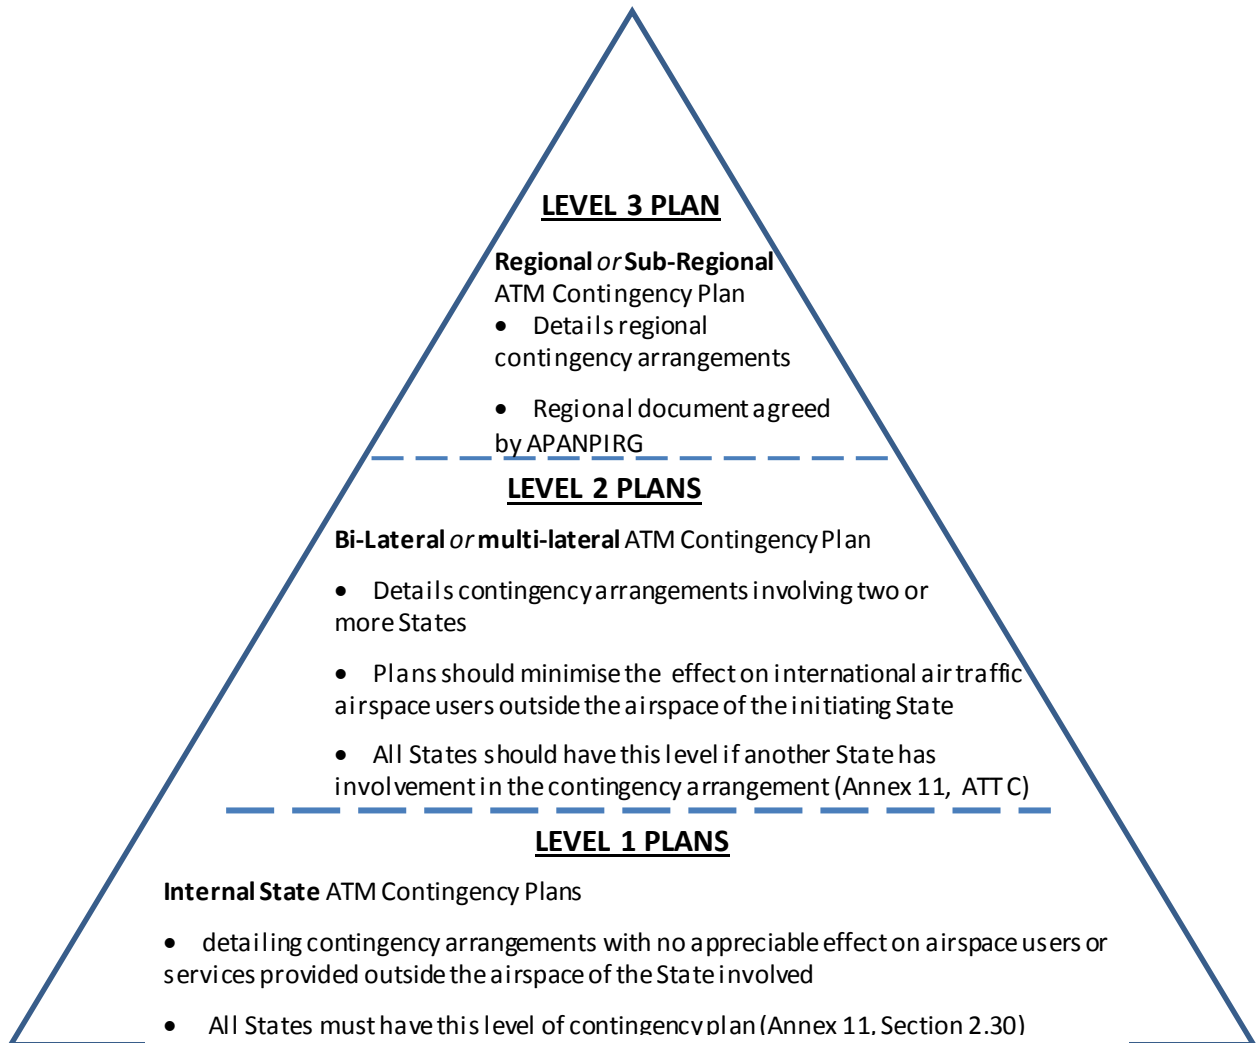 LEVEL 3 PLAN
Regional or Sub-Regional
ATM Contingency Plan
• Details regional
contingency arrangements
• Regional document agreed
by APANPIRG
LEVEL 2 PLANS
Bi-Lateral or multi-lateral ATM Contingency Plan
• Details contingency arrangements involving two or
more States
• Plans should minimise the effect on international air traffic
airspace users outside the airspace of the initiating State
• All States should have this level if another State has
involvement in the contingency arrangement (Annex 11, ATT C)
LEVEL 1 PLANS
Internal State ATM Contingency Plans
• detailing contingency arrangements with no appreciable effect on airspace users or
services provided outside the airspace of the State involved
• All States must have this level of contingency plan (Annex 11, Section 2.30)